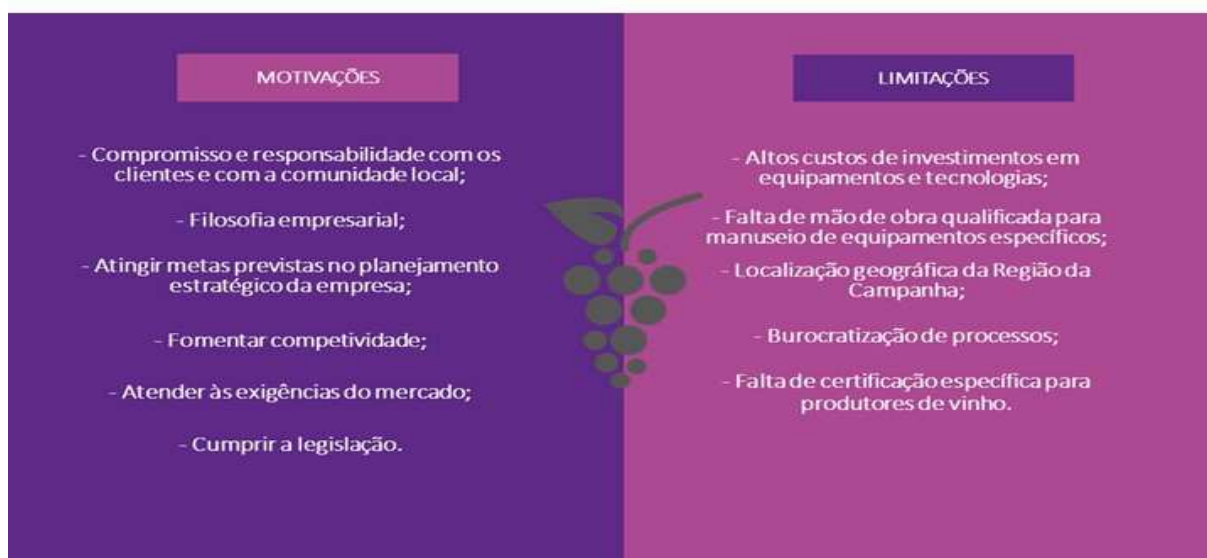 MOTIVAÇÕES
- Compromisso e responsabilidade com os
clientes e com a comunidade local;
- Filosofia empresarial;
- Atingir metas previstas no planejamento
estratégico da empresa;
- Fomentar competividade;
- Atender às exigências do mercado;
- Cumprir a legislação.
LIMITAÇÕES
- Altos custos de investimentos em
equipamentos e tecnologias;
- Falta de mão de obra qualificada para
manuseio de equipamentos específicos;
- Localização geográfica da Região da
Campanha;
- Burocratização de processos;
- Falta de certificação específica para
produtores de vinho.